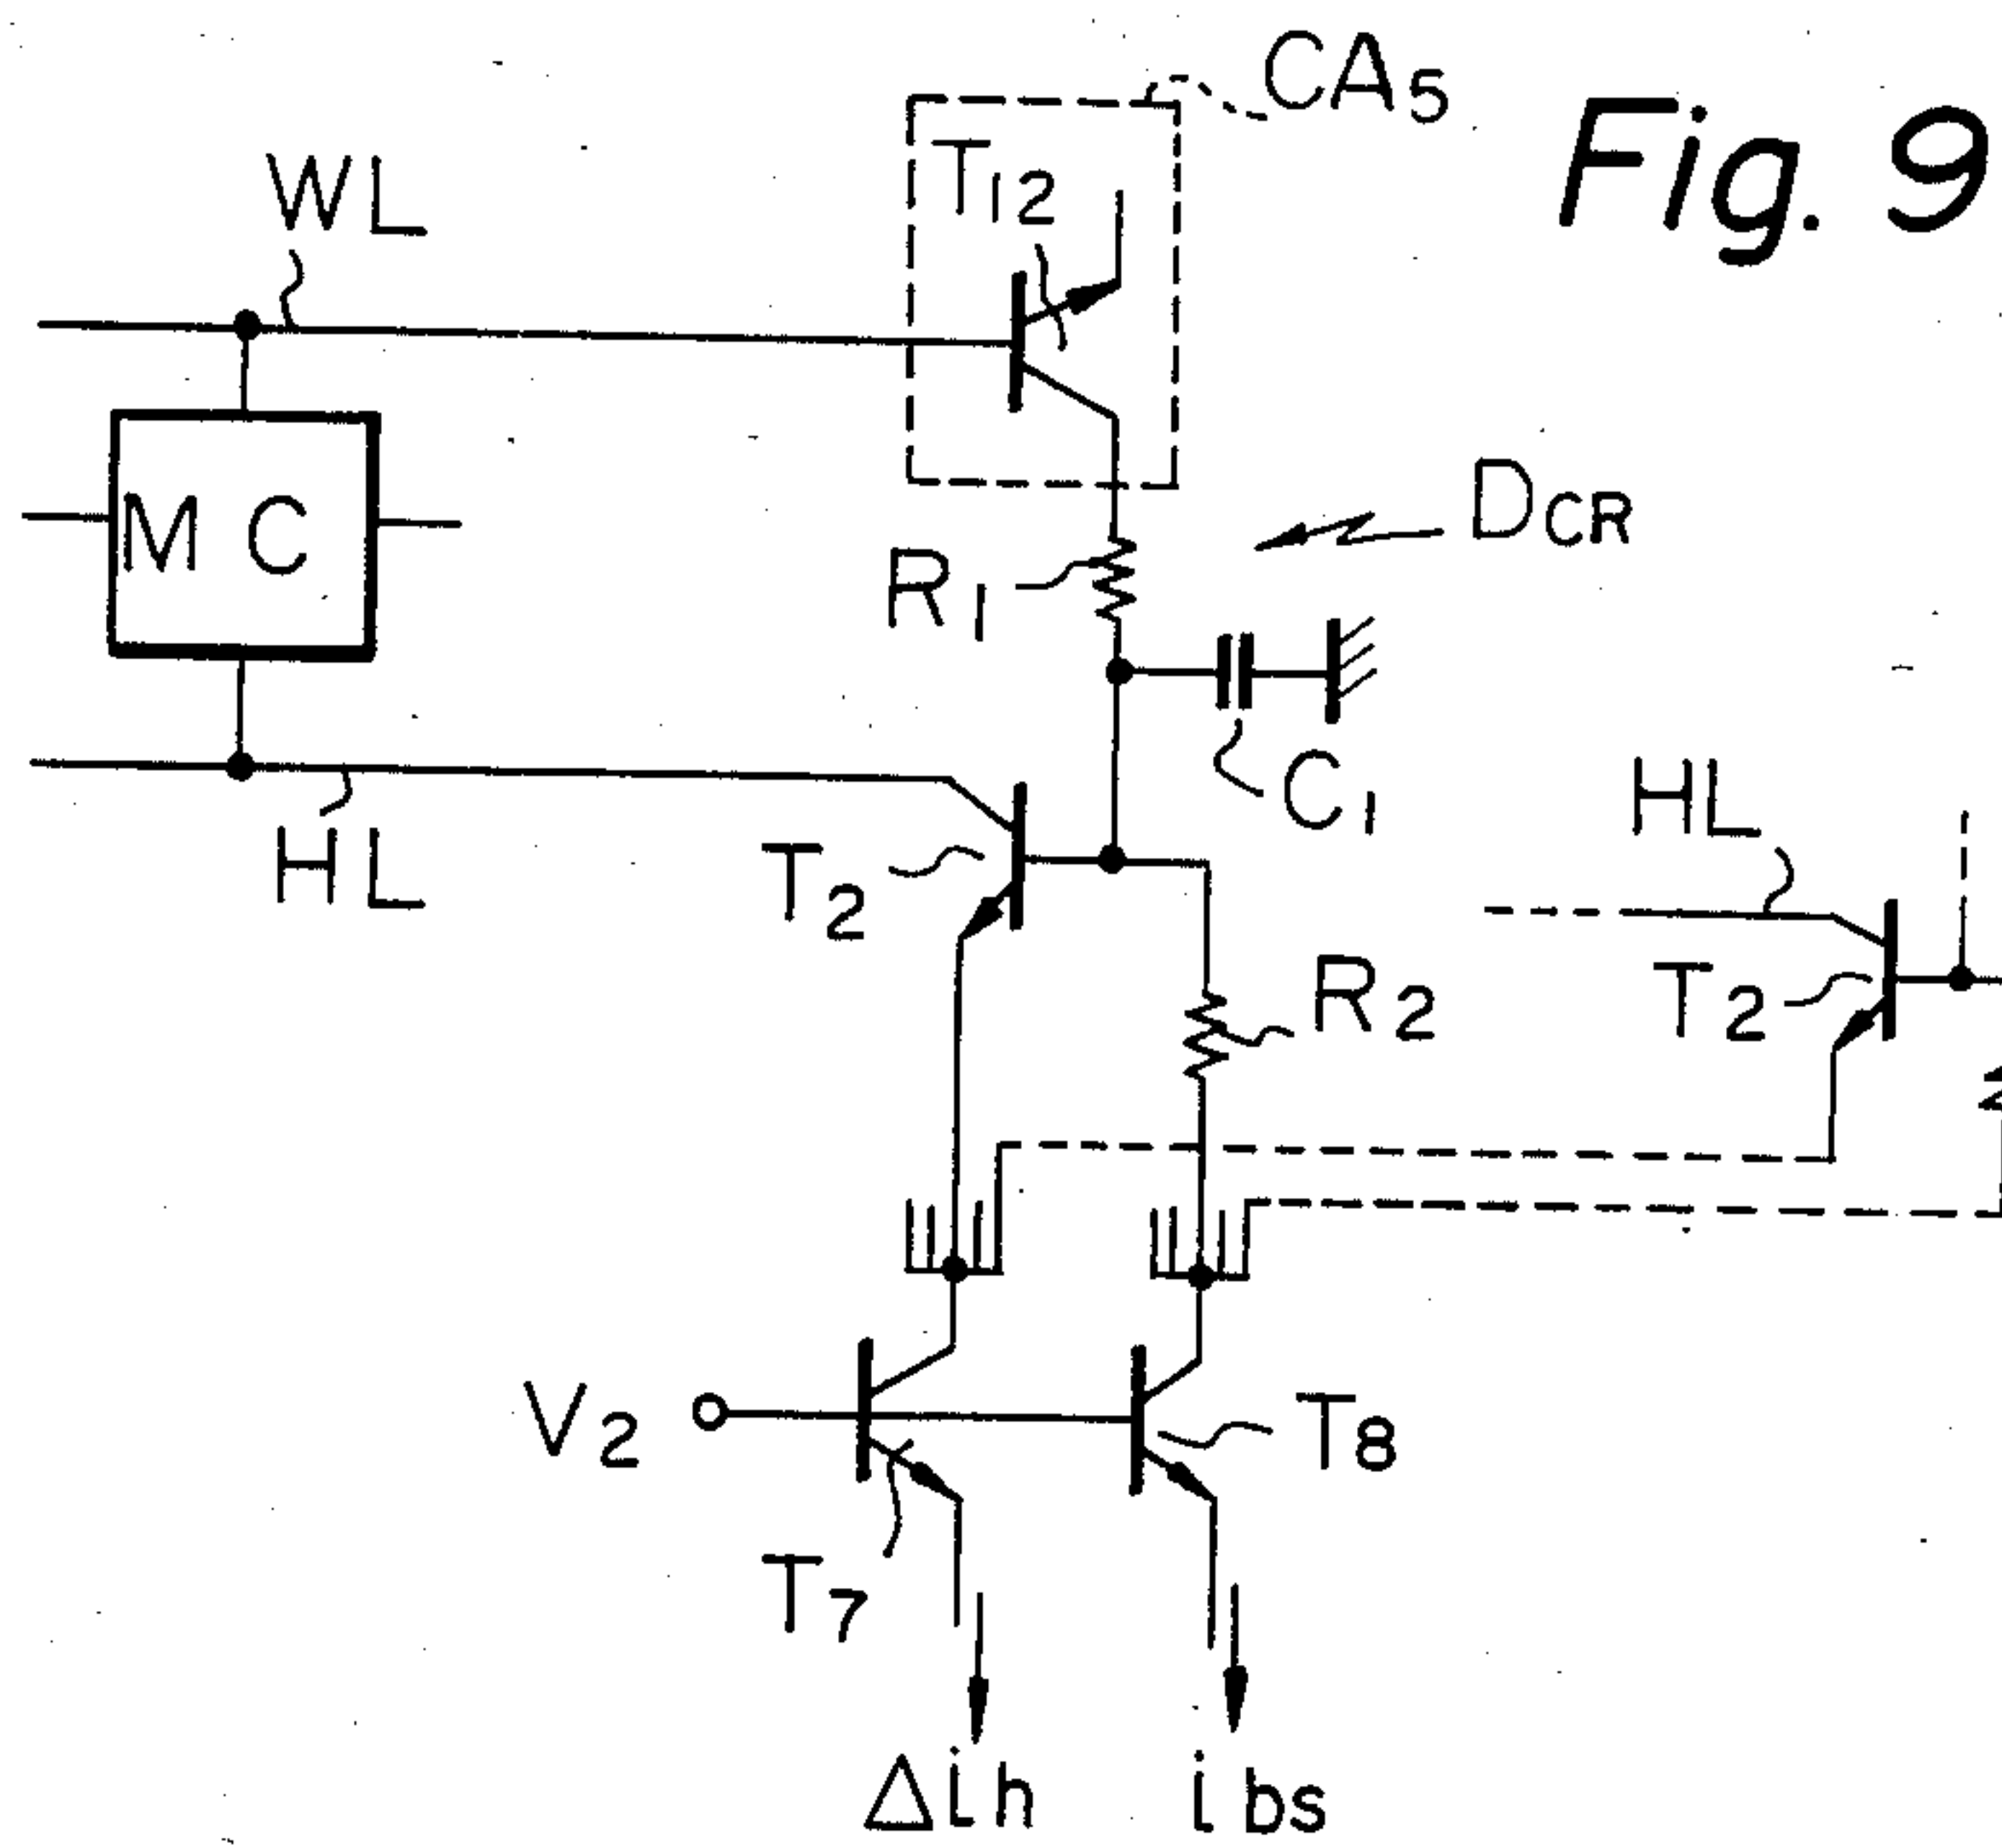 CA5
Fig. 9
T12
WL
DCR
MC
R1
C1
HL
HL
T2
T2
R2
V2
T8
T7
Δih
ibs